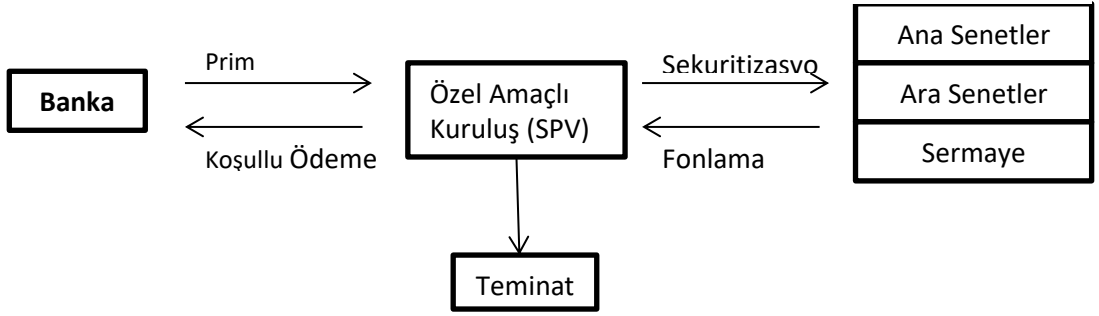 Banka
Prim
Koşullu Ödeme
Özel Amaçlı
Kuruluş (SPV)
Teminat
Sekuritizasyo
Fonlama
Ana Senetler
Ara Senetler
Sermaye